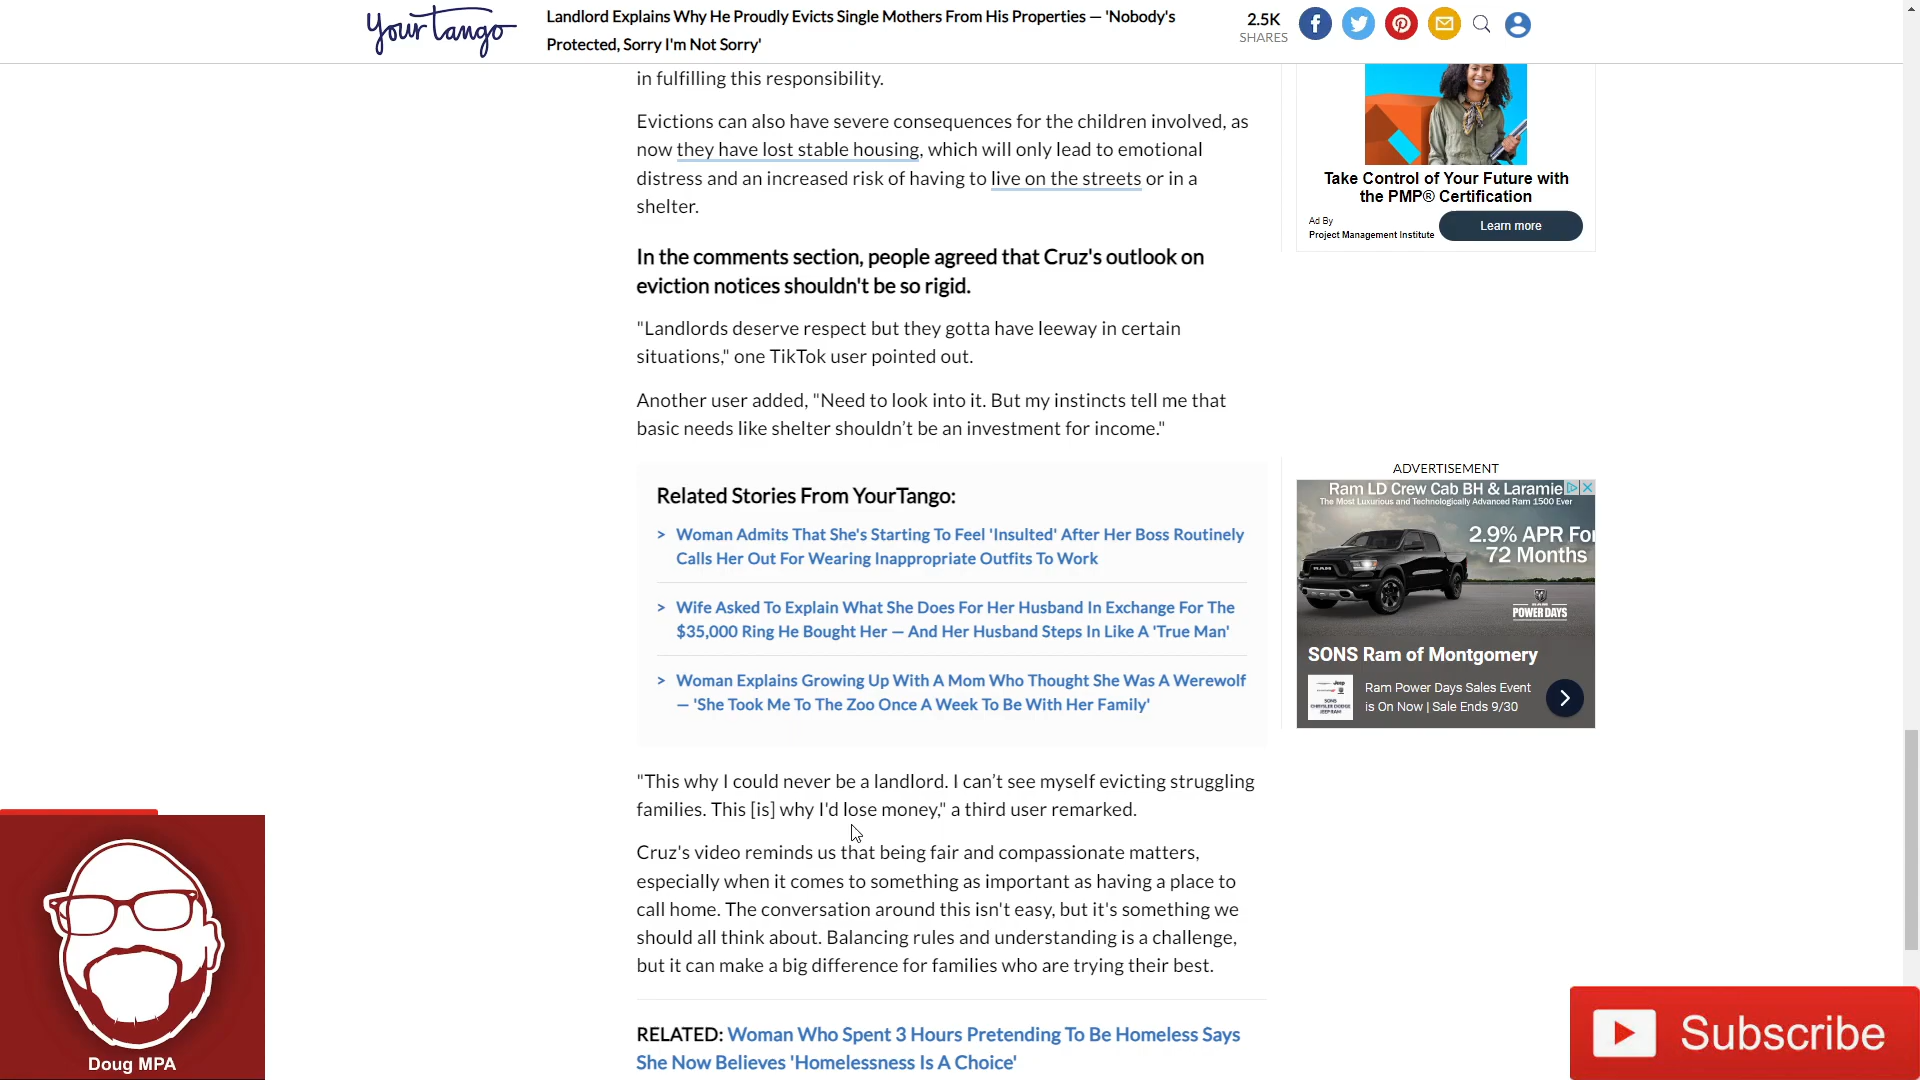 your tango
Landlord Explains Why He Proudly Evicts Single Mothers From His Properties — 'Nobody's
Protected, Sorry I'm Not Sorry'
2.5K
SHARES
in fulfilling this responsibility.
Evictions can also have severe consequences for the children involved, as
now they have lost stable housing, which will only lead to emotional
distress and an increased risk of having to live on the streets or in a
shelter.
In the comments section, people agreed that Cruz's outlook on
eviction notices shouldn't be so rigid.
"Landlords deserve respect but they gotta have leeway in certain
situations," one TikTok user pointed out.
Another user added, "Need to look into it. But my instincts tell me that
basic needs like shelter shouldn’t be an investment for income."
Related Stories From YourTango:
> Woman Admits That She's Starting To Feel 'Insulted' After Her Boss Routinely
Calls Her Out For Wearing Inappropriate Outfits To Work
> Wife Asked To Explain What She Does For Her Husband In Exchange For The
$35,000 Ring He Bought Her — And Her Husband Steps In Like A 'True Man'
> Woman Explains Growing Up With A Mom Who Thought She Was A Werewolf
— 'She Took Me To The Zoo Once A Week To Be With Her Family'
"This why I could never be a landlord. I can’t see myself evicting struggling
families. This [is] why I'd lose money," a third user remarked.
Cruz's video reminds us that being fair and compassionate matters,
especially when it comes to something as important as having a place to
call home. The conversation around this isn't easy, but it's something we
should all think about. Balancing rules and understanding is a challenge,
but it can make a big difference for families who are trying their best.
RELATED: Woman Who Spent 3 Hours Pretending To Be Homeless Says
She Now Believes 'Homelessness Is A Choice'
Take Control of Your Future with
the PMP® Certification
Ad By
Project Management Institute
Learn more
ADVERTISEMENT
Ram LD Crew Cab BH & Laramie
The Most Luxurious and Technologically Advanced Ram 1500 Ever
2.9% APR For
72 Months
RAM
POWER DAYS
SONS Ram of Montgomery
Ram Power Days Sales Event
is On Now | Sale Ends 9/30
Doug MPA
Subscribe